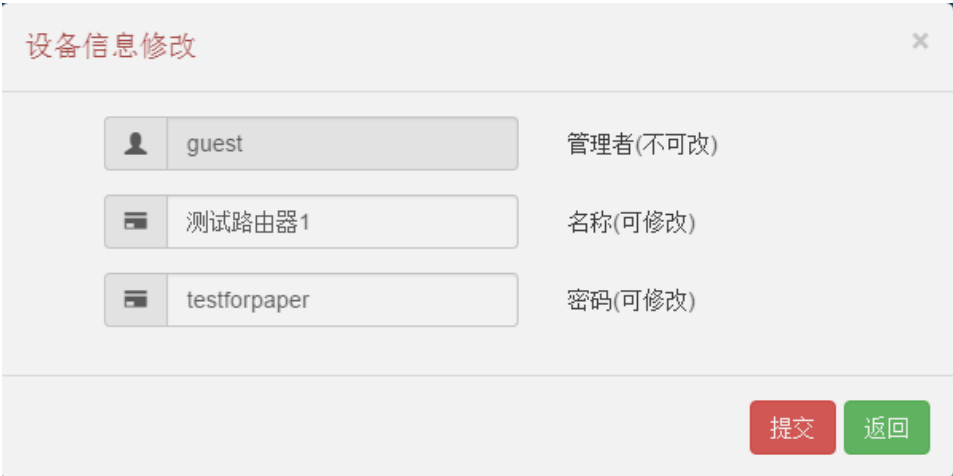 设备信息修改 ×
guest 管理者(不可改)
测试路由器1 名称(可修改)
testforpaper 密码(可修改)
提交 返回